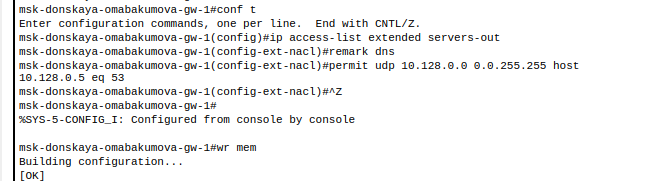 msk-donskaya-omabakumova-gw-1#conf t
Enter configuration commands, one per line.  End with CNTL/Z.
msk-donskaya-omabakumova-gw-1(config)#ip access-list extended servers-out
msk-donskaya-omabakumova-gw-1(config-ext-nacl)#remark dns
msk-donskaya-omabakumova-gw-1(config-ext-nacl)#permit udp 10.128.0.0 0.0.255.255 host
10.128.0.5 eq 53
msk-donskaya-omabakumova-gw-1(config-ext-nacl)#^Z
msk-donskaya-omabakumova-gw-1#
%SYS-5-CONFIG_I: Configured from console by console
msk-donskaya-omabakumova-gw-1#wr mem
Building configuration...
[OK]